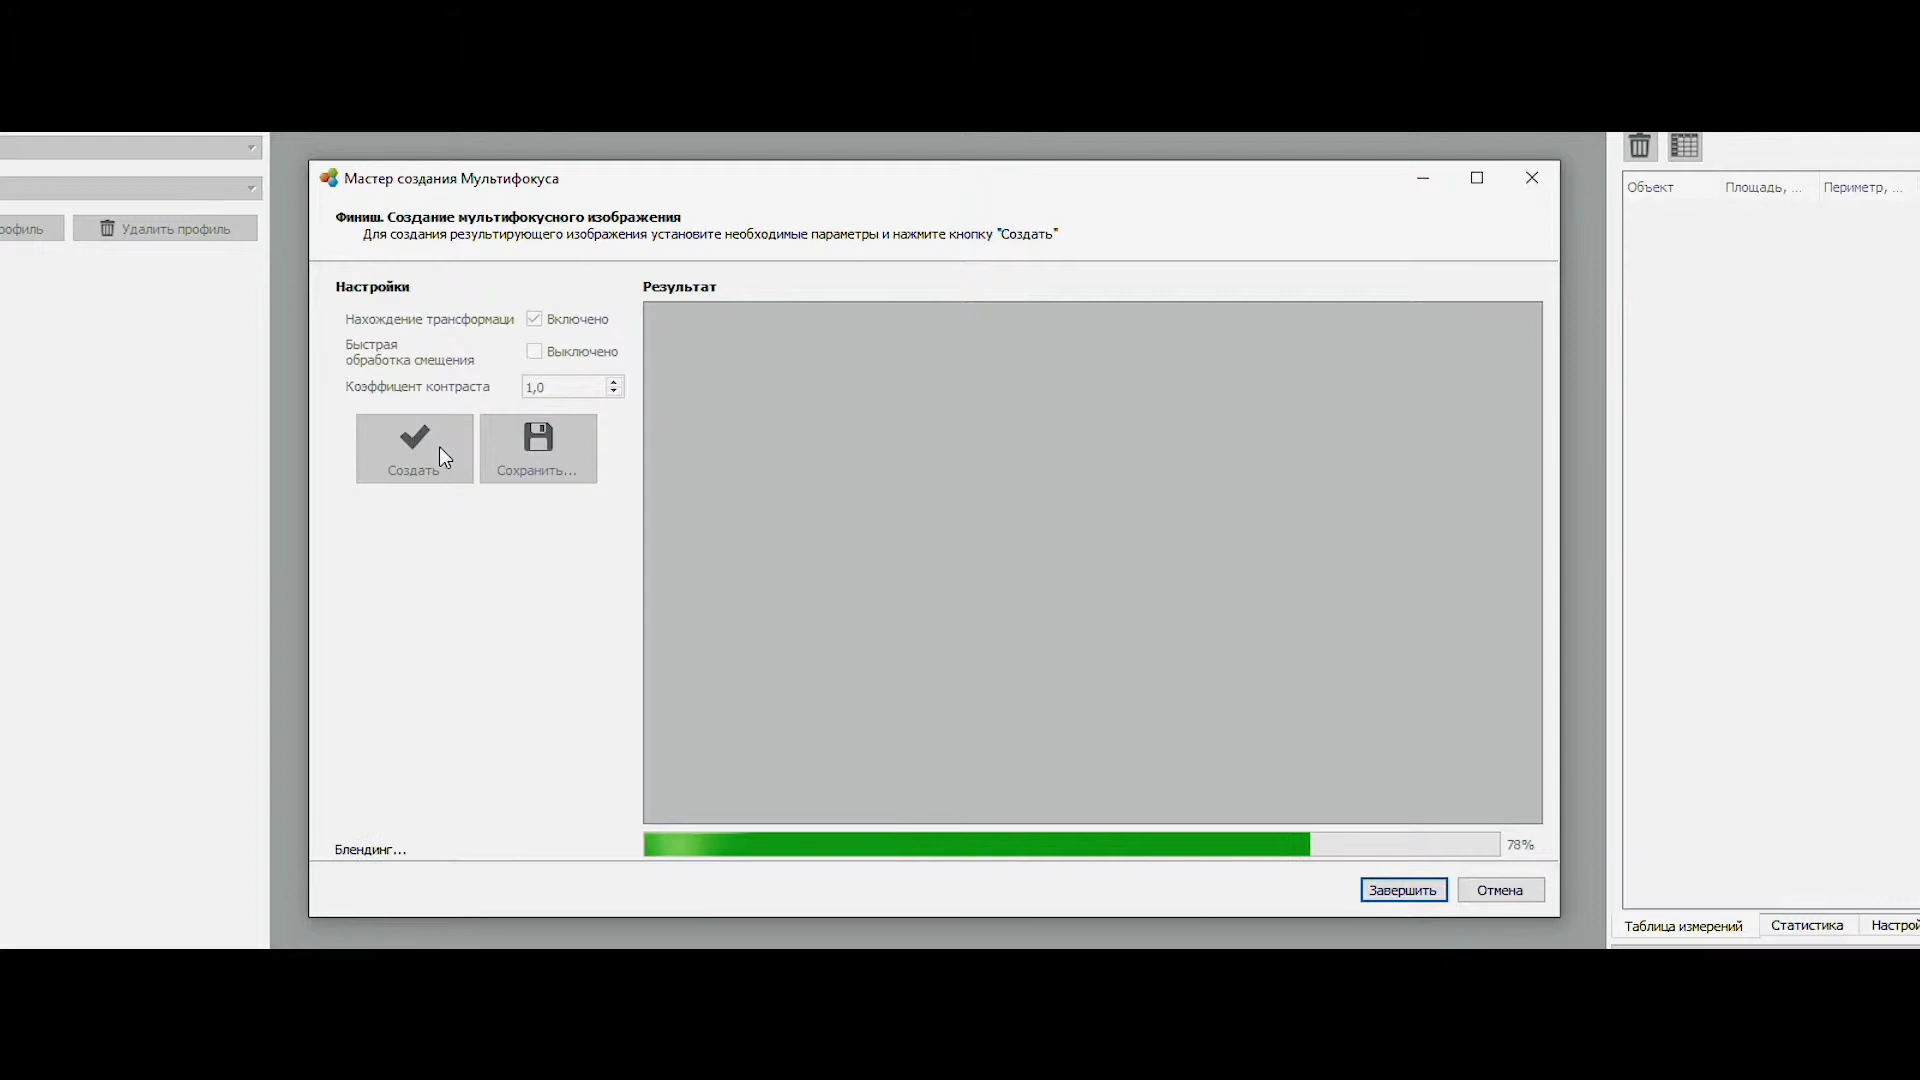 Мастер создания Мультифокуса
Финиш. Создание мультифокусного изображения
Для создания результирующего изображения установите необходимые параметры и нажмите кнопку "Создать"
Удалить профиль
Объект
Площадь, ...
Периметр, ...
Настройки
Результат
Нахождение трансформаци
Включено
Быстрая
обработка смещения
Выключено
Коэффицент контраста
1,0
Создать
Сохранить...
Блендинг...
78%
Завершить
Отмена
Таблица измерений
Статистика
Настрой